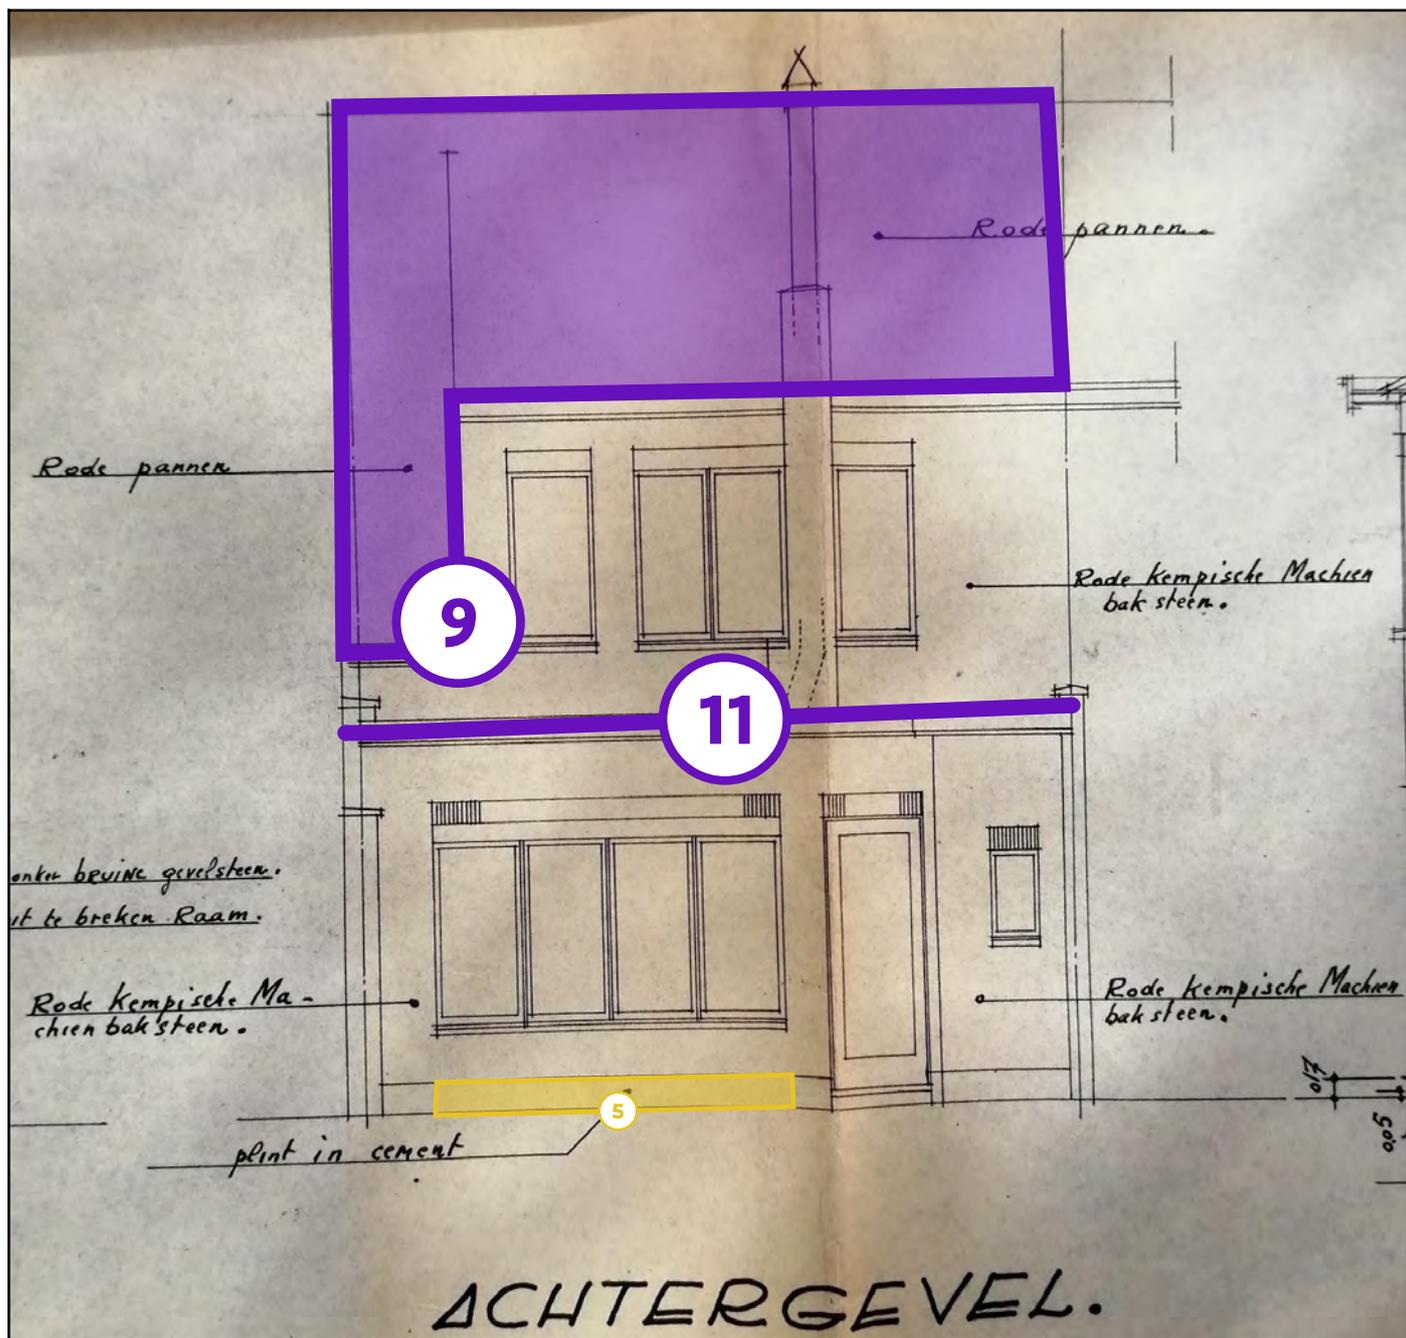 Rode pannen.
Rode pannen
9
Rode Kempische Machien
bak steen.
11
bruine gevelsteen.
te breken Raam.
Rode Kempische Ma-
chien bak steen.
Rode Kempische Machien
bak steen.
5
plint in cement
ACHTERGEVEL.